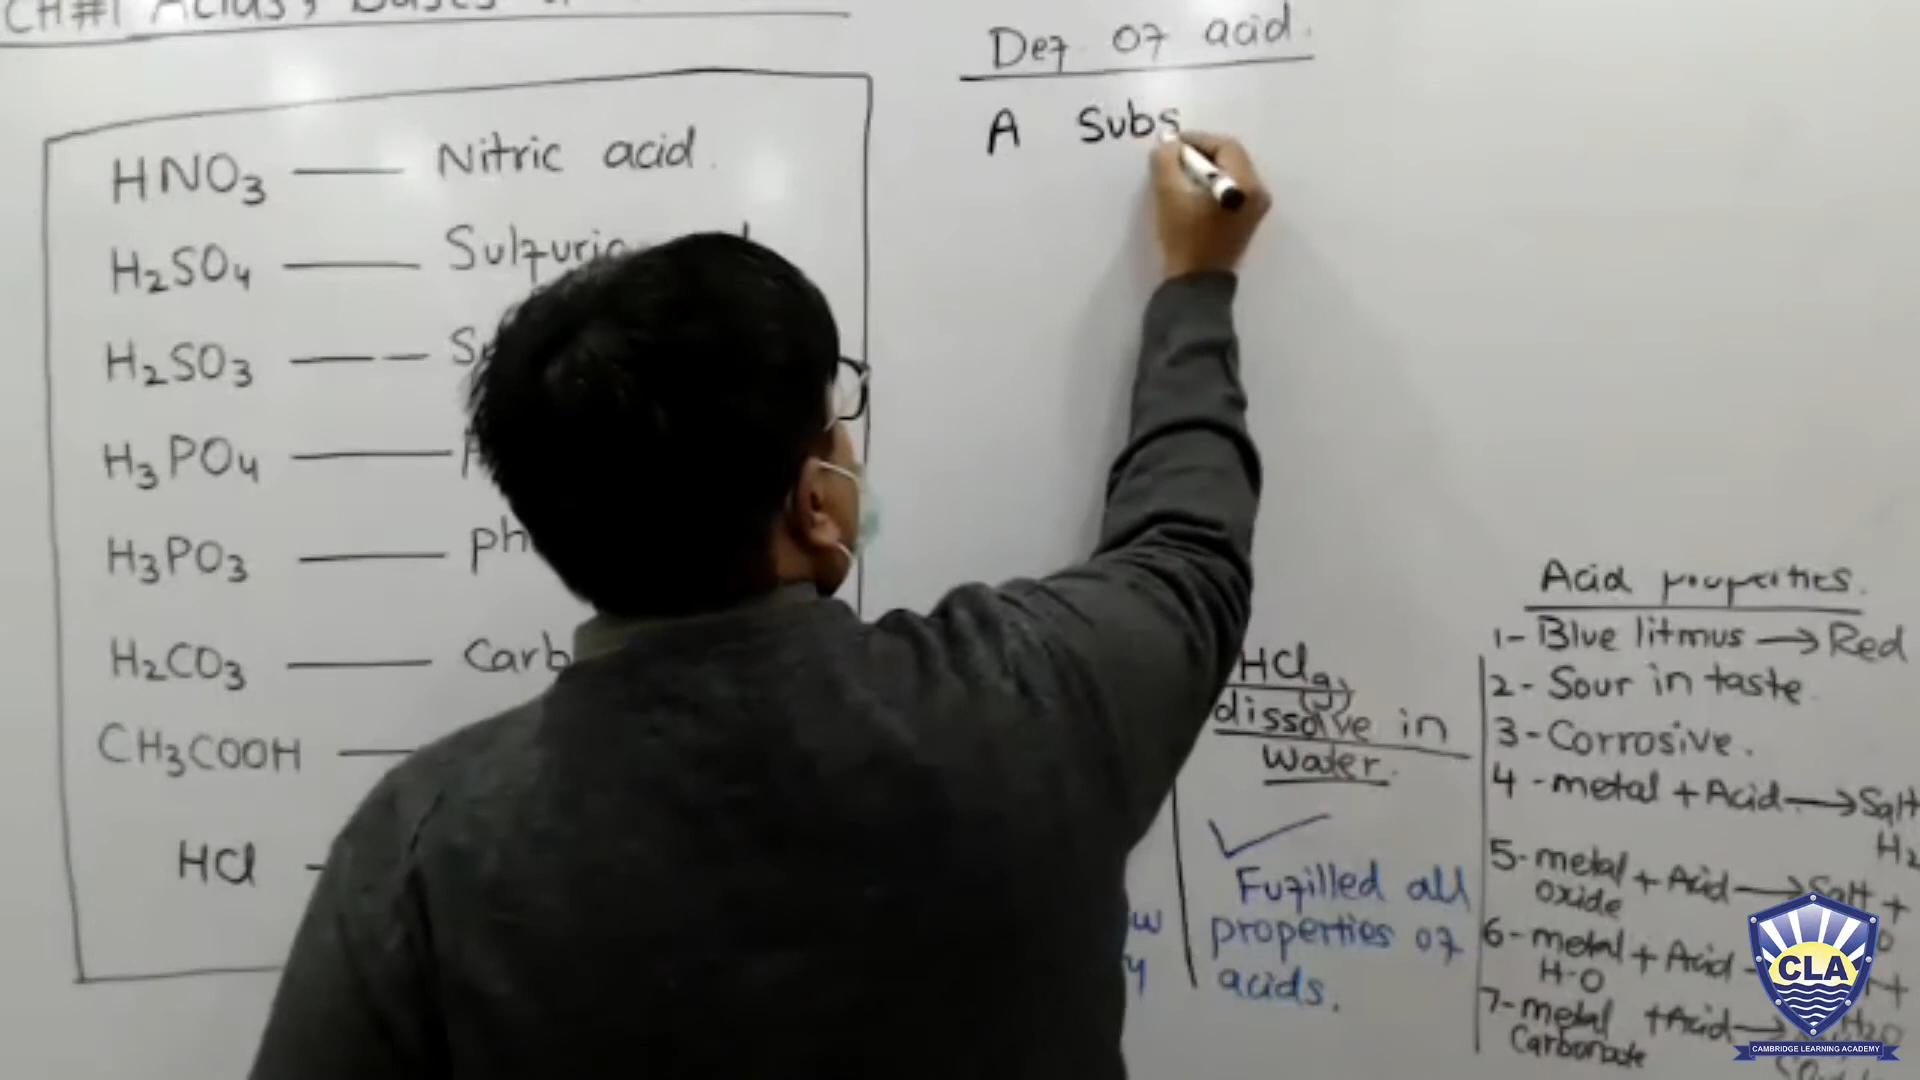 CH#1 Acids, Bases
HNO3 — Nitric acid.
H2SO4 — Sulfuric
H2SO3 —
H3PO4 —
H3PO3 —
H2CO3 — Carb
CH3COOH —
HCl
Def of acid.
A Subs
HCl
dissolve in
water.
Fufilled all
properties of
acids.
Acid properties.
1- Blue litmus → Red
2- Sour in taste
3- Corrosive.
4- metal + Acid → Salt
H2
5- metal + Acid → Salt +
oxide
6- metal + Acid
H-O
7- metal + Acid → H2O
Carbonate
CLA
CAMBRIDGE LEARNING ACADEMY